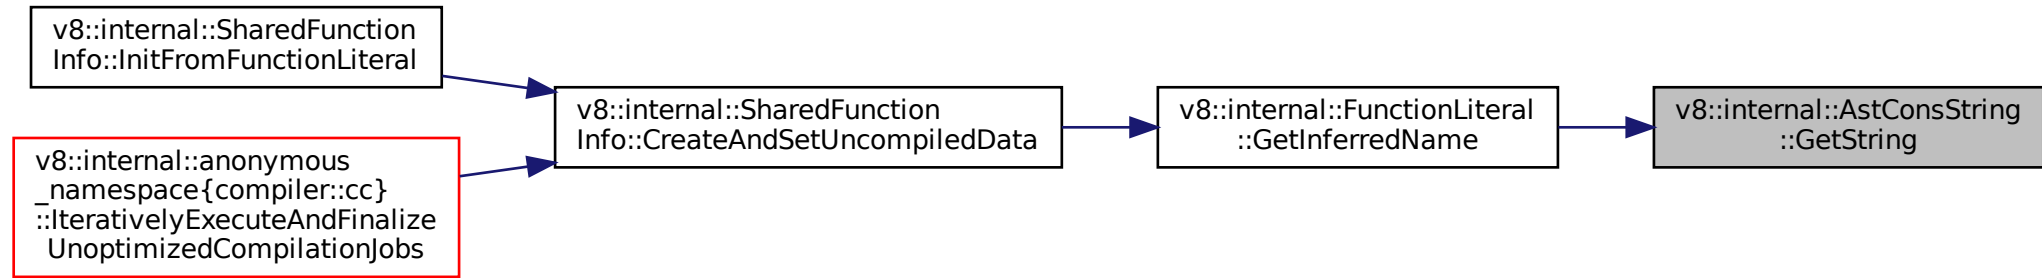 v8::internal::SharedFunction
Info::InitFromFunctionLiteral
v8::internal::anonymous
_namespace{compiler::cc}
::IterativelyExecuteAndFinalize
UnoptimizedCompilationJobs
v8::internal::SharedFunction
Info::CreateAndSetUncompiledData
v8::internal::FunctionLiteral
::GetInferredName
v8::internal::AstConsString
::GetString